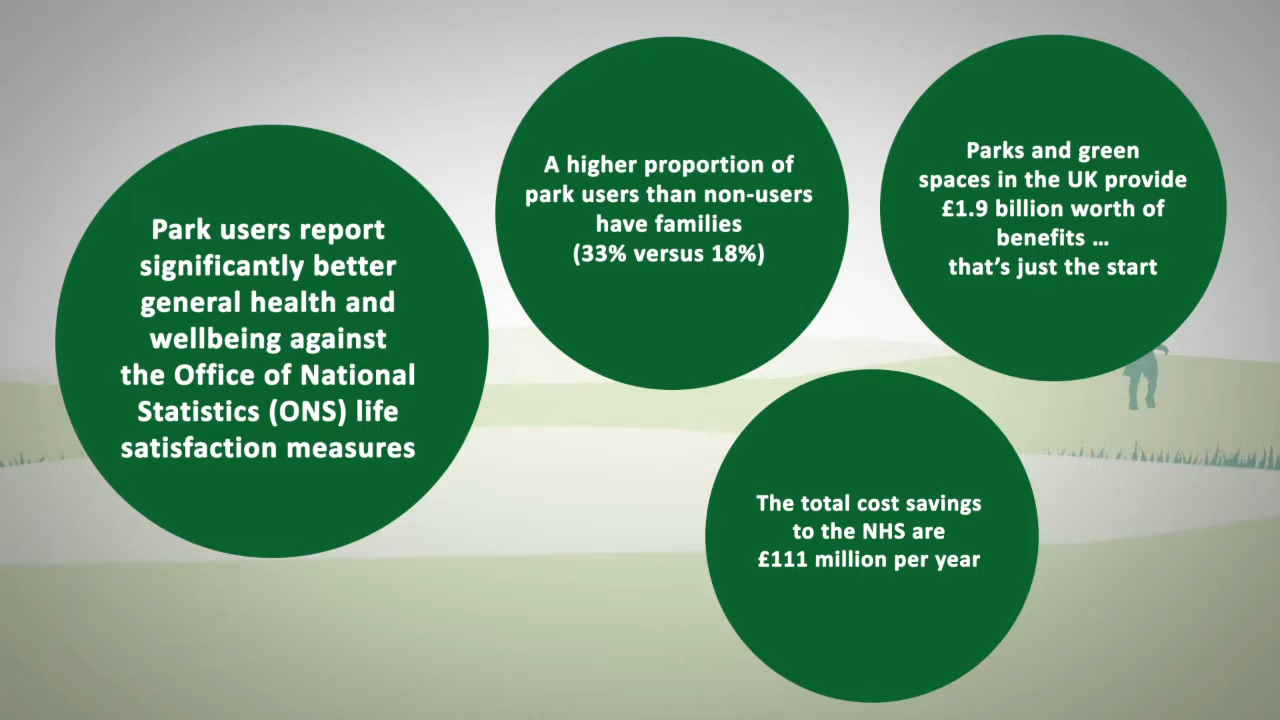 Park users report
significantly better
general health and
wellbeing against
the Office of National
Statistics (ONS) life
satisfaction measures
A higher proportion of
park users than non-users
have families
(33% versus 18%)
Parks and green
spaces in the UK provide
£1.9 billion worth of
benefits ...
that's just the start
The total cost savings
to the NHS are
£111 million per year